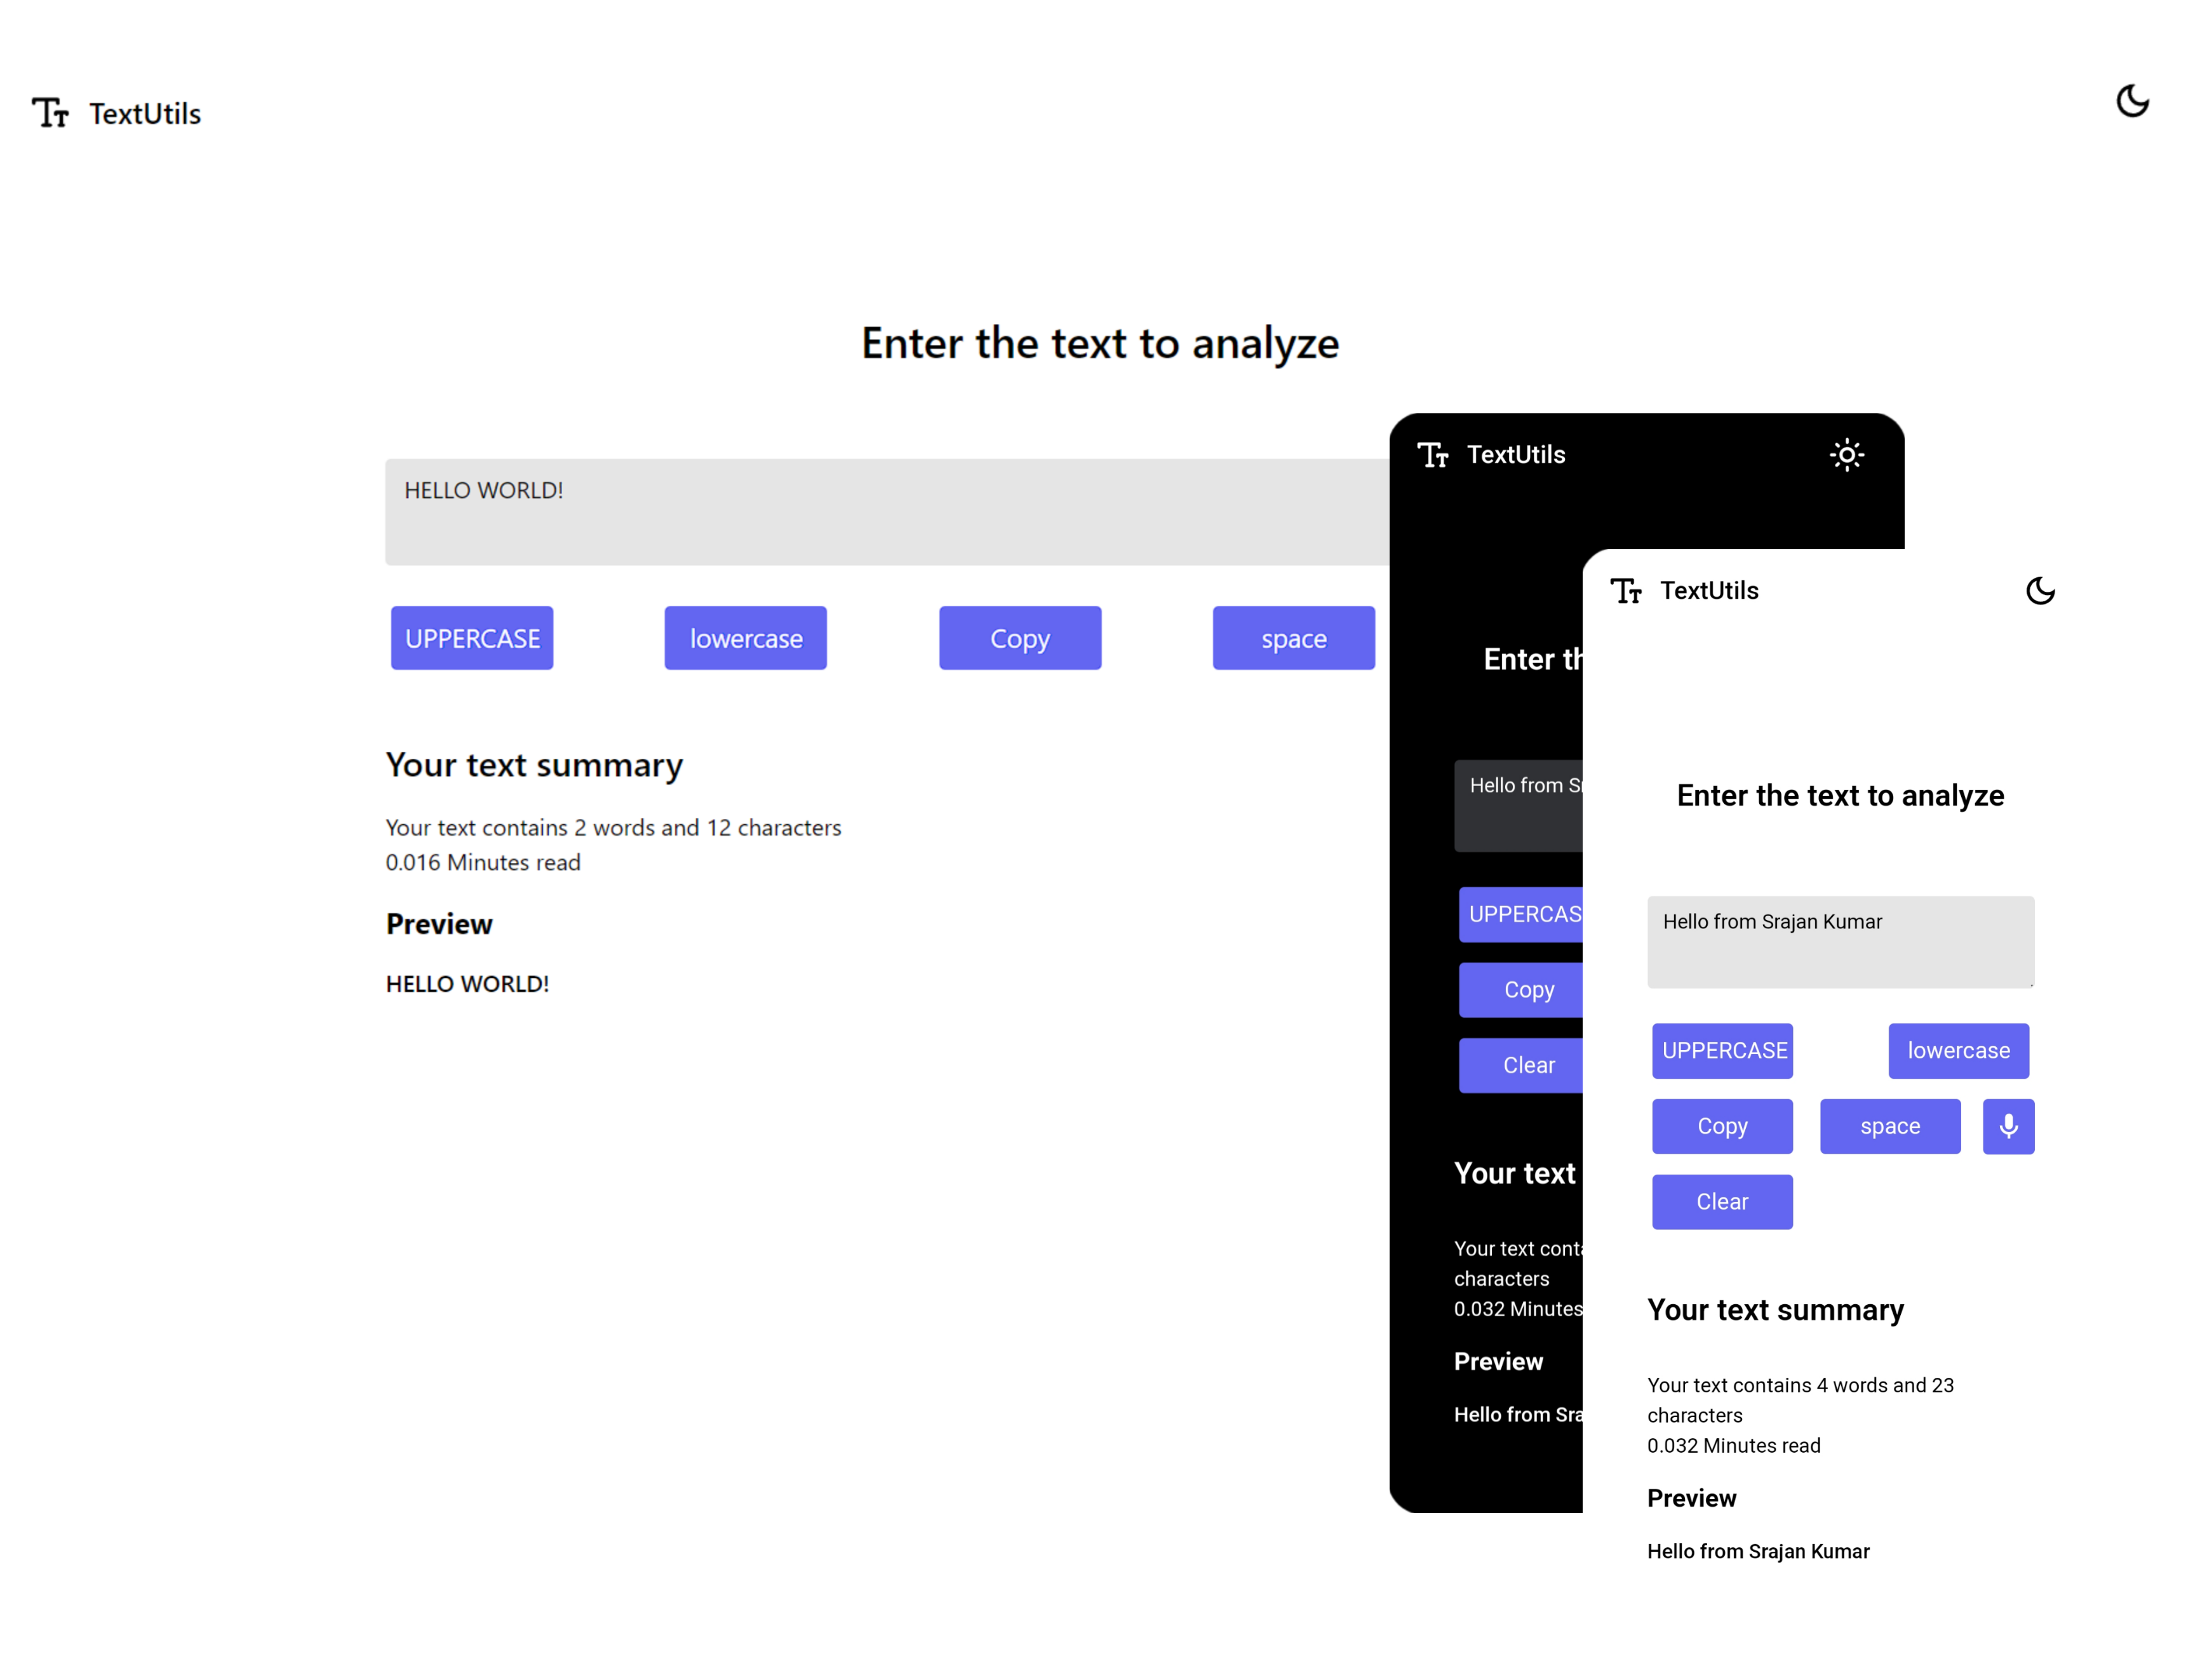 TextUtils
Enter the text to analyze
HELLO WORLD!
UPPERCASE
lowercase
Copy
space
Your text summary
Your text contains 2 words and 12 characters
0.016 Minutes read
Preview
HELLO WORLD!
TextUtils
Enter
Hello from
Copy
Clear
Your text
Your text
characters
0.032 Minutes
Preview
Hello from
TextUtils
Enter the text to analyze
Hello from Srajan Kumar
UPPERCASE
lowercase
Copy
space
Clear
Your text summary
Your text contains 4 words and 23
characters
0.032 Minutes read
Preview
Hello from Srajan Kumar